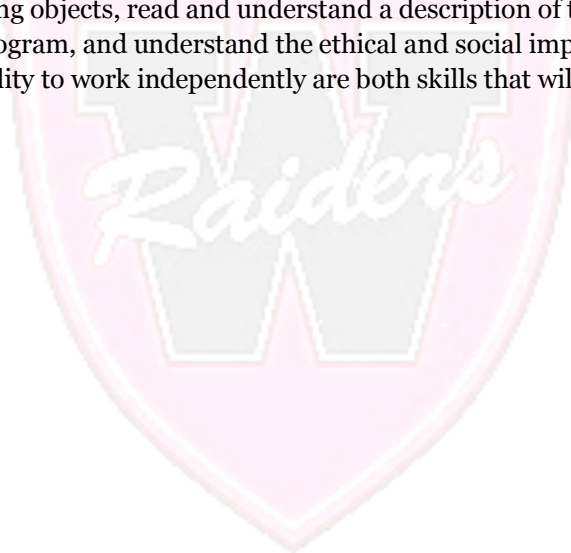 ng objects, read and understand a description of t
ogram, and understand the ethical and social imp
lity to work independently are both skills that wil
W
Raiders